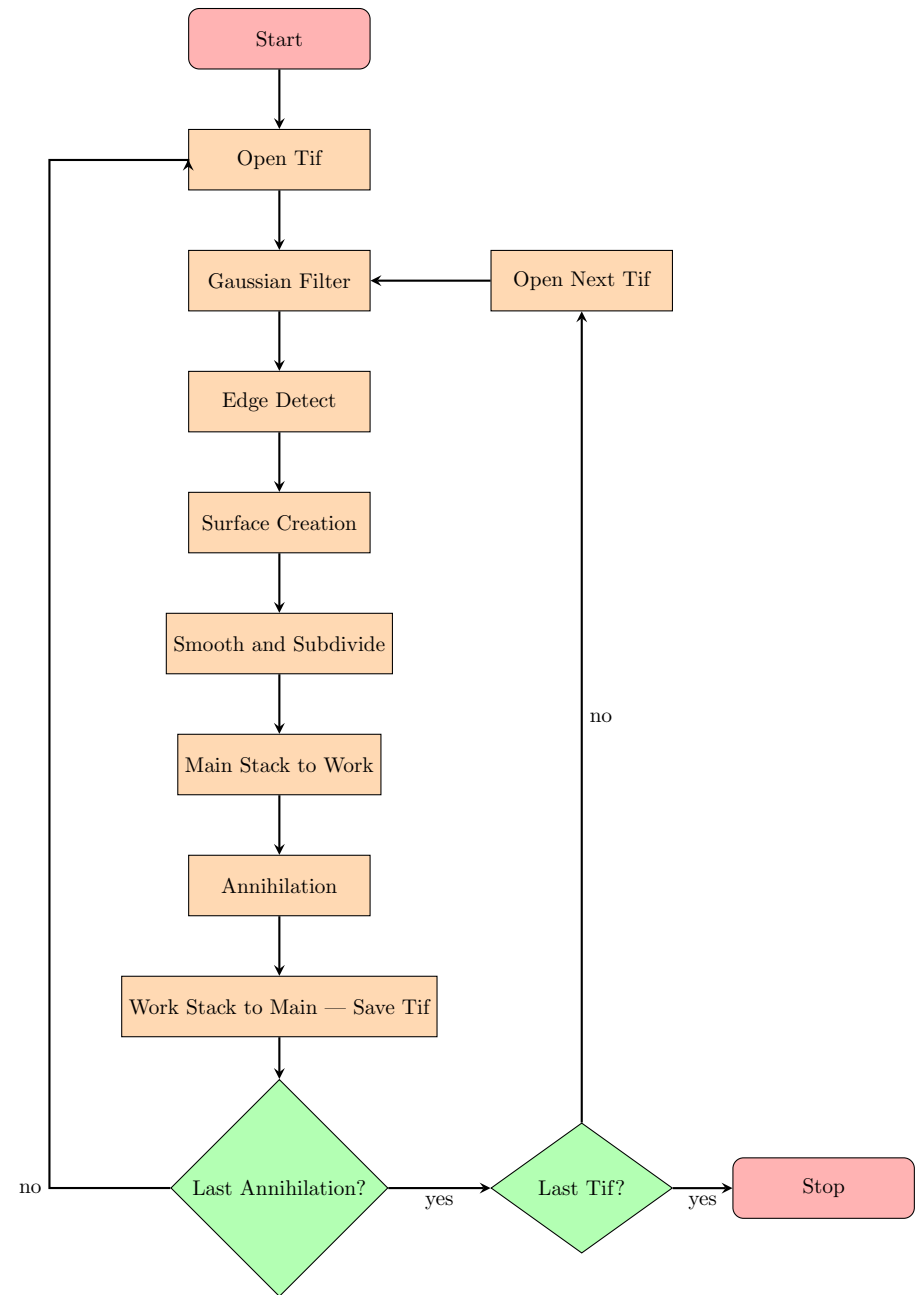 Start
Open Tif
Gaussian Filter
Open Next Tif
Edge Detect
Surface Creation
Smooth and Subdivide
no
Main Stack to Work
Annihilation
Work Stack to Main — Save Tif
no
Last Annihilation?
yes
Last Tif?
yes
Stop